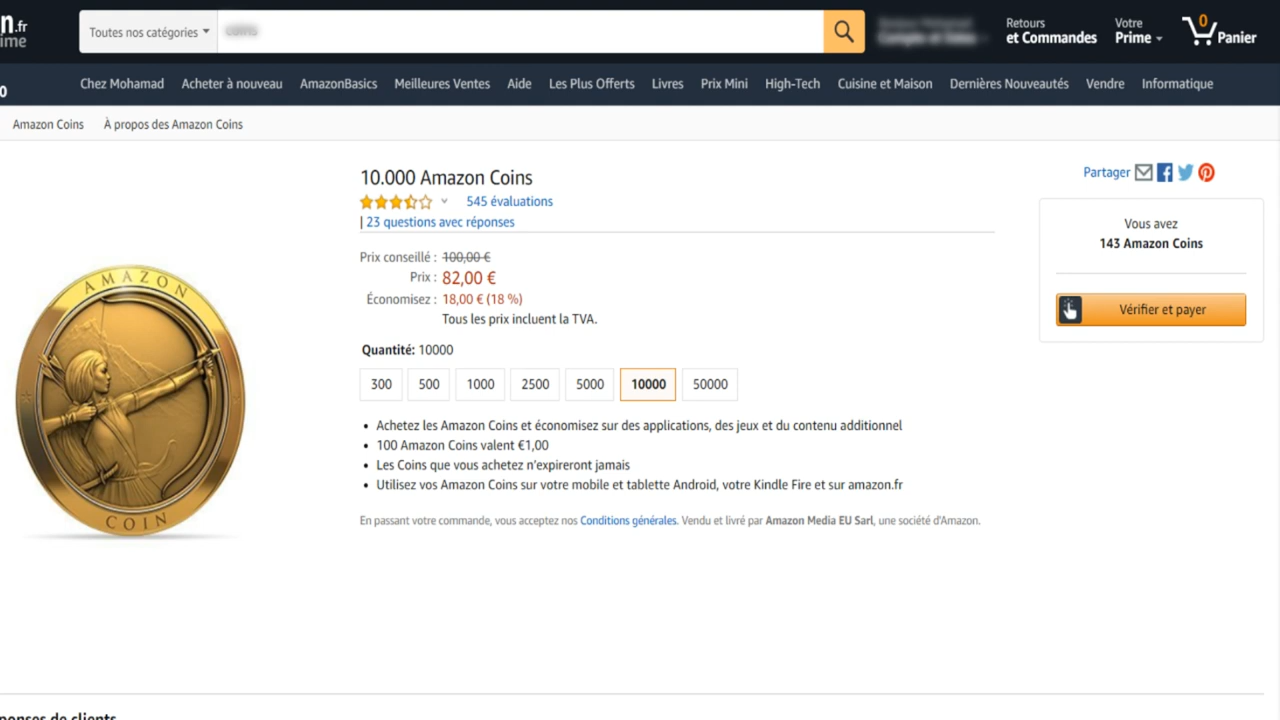 n.fr
ime
Toutes nos catégories
Retours
et Commandes
Votre
Prime
0
Panier
0
Chez Mohamad
Acheter à nouveau
AmazonBasics
Meilleures Ventes
Aide
Les Plus Offerts
Livres
Prix Mini
High-Tech
Cuisine et Maison
Dernières Nouveautés
Vendre
Informatique
Amazon Coins
À propos des Amazon Coins
10.000 Amazon Coins
545 évaluations
| 23 questions avec réponses
Prix conseillé : 100,00 €
Prix : 82,00 €
Économisez : 18,00 € (18 %)
Tous les prix incluent la TVA.
Quantité: 10000
300
500
1000
2500
5000
10000
50000
• Achetez les Amazon Coins et économisez sur des applications, des jeux et du contenu additionnel
• 100 Amazon Coins valent €1,00
• Les Coins que vous achetez n'expireront jamais
• Utilisez vos Amazon Coins sur votre mobile et tablette Android, votre Kindle Fire et sur amazon.fr
En passant votre commande, vous acceptez nos Conditions générales. Vendu et livré par Amazon Media EU Sarl, une société d'Amazon.
Partager
Vous avez
143 Amazon Coins
Vérifier et payer
AMAZON
COIN
ponses de clients